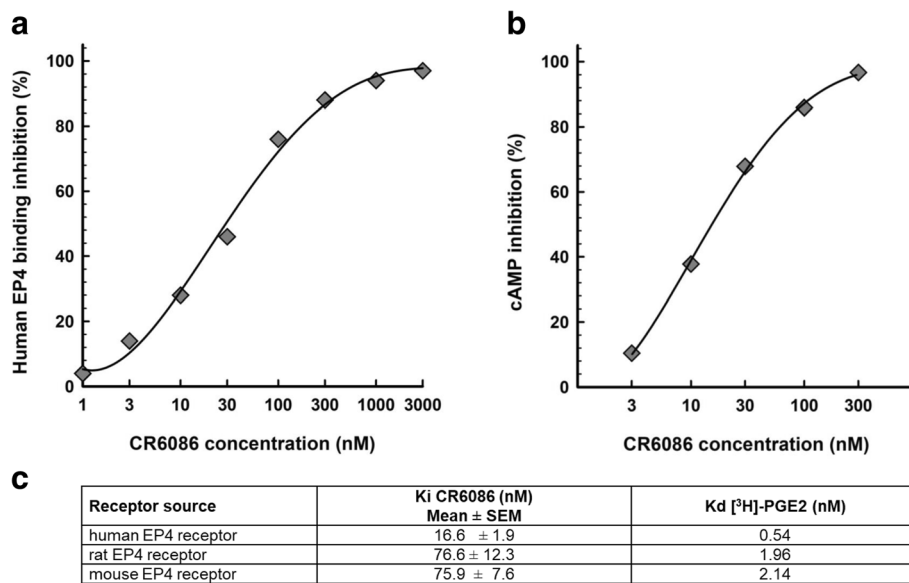 a
b
100
80
60
40
20
0
Human EP4 binding inhibition (%)
1 3 10 30 100 300 1000 3000
CR6086 concentration (nM)
100
80
60
40
20
0
cAMP inhibition (%)
3 10 30 100 300
CR6086 concentration (nM)
c
Receptor source Ki CR6086 (nM) Kd [³H]-PGE2 (nM)
Mean ± SEM
human EP4 receptor 16.6 ± 1.9 0.54
rat EP4 receptor 76.6 ± 12.3 1.96
mouse EP4 receptor 75.9 ± 7.6 2.14